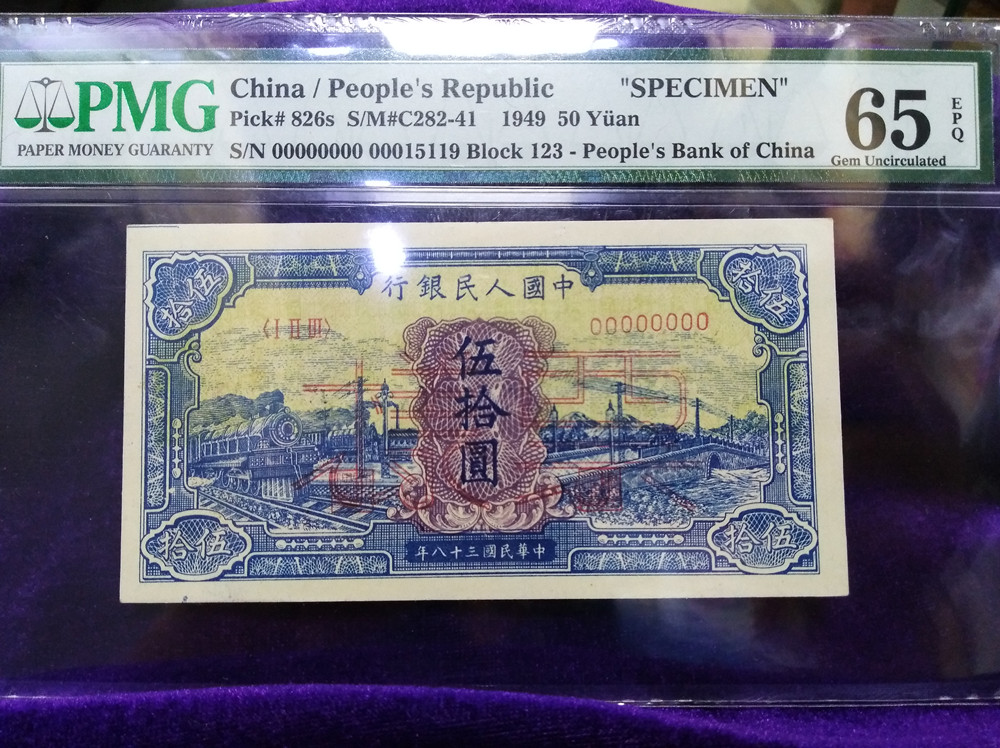 PMG
PAPER MONEY GUARANTY
China / People's Republic "SPECIMEN"
Pick# 826s S/M#C282-41 1949 50 Yüan
S/N 00000000 00015119 Block 123 - People's Bank of China
65
EPQ
Gem Uncirculated
行銀民人國中
拾伍
拾伍
〈I II III〉
00000000
伍拾圓
拾伍
拾伍
年八十三國民華中